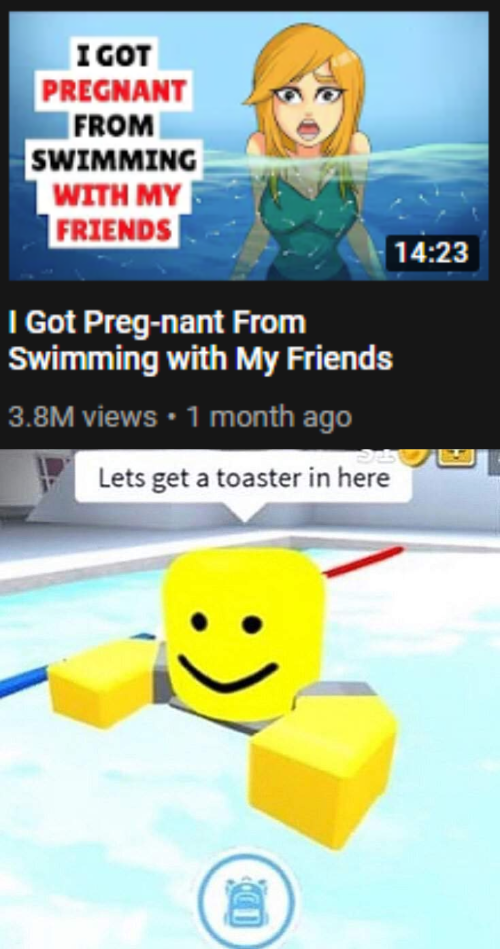 I GOT
PREGNANT
FROM
SWIMMING
WITH MY
FRIENDS
14:23
I Got Preg-nant From
Swimming with My Friends
3.8M views • 1 month ago
Lets get a toaster in here